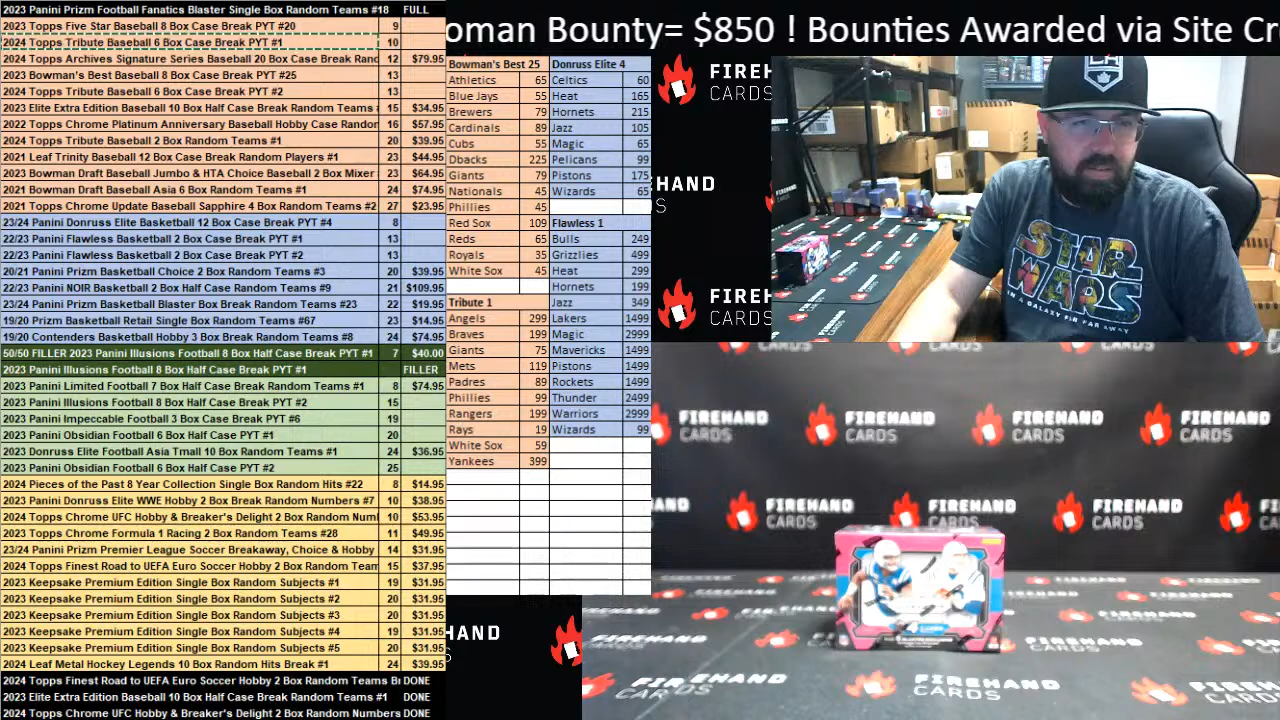 2023 Panini Prizm Football Fanatics Blaster Single Box Random Teams #18 FULL
2023 Topps Five Star Baseball 8 Box Case Break PYT #20 9
2024 Topps Tribute Baseball 6 Box Case Break PYT #1 10
2024 Topps Archives Signature Series Baseball 20 Box Case Break Rand 12 $79.95
2023 Bowman's Best Baseball 8 Box Case Break PYT #25 13
2024 Topps Tribute Baseball 6 Box Case Break PYT #2 13
2023 Elite Extra Edition Baseball 10 Box Half Case Break Random Teams 15 $34.95
2022 Topps Chrome Platinum Anniversary Baseball Hobby Case Random 16 $57.95
2024 Topps Tribute Baseball 2 Box Random Teams #1 20 $39.95
2021 Leaf Trinity Baseball 12 Box Case Break Random Players #1 23 $44.95
2023 Bowman Draft Baseball Jumbo & HTA Choice Baseball 2 Box Mixer 23 $64.95
2021 Bowman Draft Baseball Asia 6 Box Random Teams #1 24 $74.95
2021 Topps Chrome Update Baseball Sapphire 4 Box Random Teams #2 27 $23.95
23/24 Panini Donruss Elite Basketball 12 Box Case Break PYT #4 8
22/23 Panini Flawless Basketball 2 Box Case Break PYT #1 13
22/23 Panini Flawless Basketball 2 Box Case Break PYT #2 13
20/21 Panini Prizm Basketball Choice 2 Box Random Teams #3 20 $39.95
22/23 Panini NOIR Basketball 2 Box Half Case Random Teams #9 21 $109.95
23/24 Panini Prizm Basketball Blaster Box Break Random Teams #23 22 $19.95
19/20 Prizm Basketball Retail Single Box Random Teams #67 23 $14.95
19/20 Contenders Basketball Hobby 3 Box Break Random Teams #8 24 $74.95
50/50 FILLER 2023 Panini Illusions Football 8 Box Half Case Break PYT #1 7 $40.00
2023 Panini Illusions Football 8 Box Half Case Break PYT #1 FILLER
2023 Panini Limited Football 7 Box Half Case Break Random Teams #1 8 $74.95
2023 Panini Illusions Football 8 Box Half Case Break PYT #2 15
2023 Panini Impeccable Football 3 Box Case Break PYT #6 19
2023 Panini Obsidian Football 6 Box Half Case PYT #1 20
2023 Donruss Elite Football Asia Tmall 10 Box Random Teams #1 24 $36.95
2023 Panini Obsidian Football 6 Box Half Case PYT #2 25
2024 Pieces of the Past 8 Year Collection Single Box Random Hits #22 8 $14.95
2023 Panini Donruss Elite WWE Hobby 2 Box Break Random Numbers #7 10 $38.95
2024 Topps Chrome UFC Hobby & Breaker's Delight 2 Box Random Num 10 $53.95
2023 Topps Chrome Formula 1 Racing 2 Box Random Teams #28 11 $49.95
23/24 Panini Prizm Premier League Soccer Breakaway, Choice & Hobby 14 $31.95
2024 Topps Finest Road to UEFA Euro Soccer Hobby 2 Box Random Team 15 $37.95
2023 Keepsake Premium Edition Single Box Random Subjects #1 19 $31.95
2023 Keepsake Premium Edition Single Box Random Subjects #2 20 $31.95
2023 Keepsake Premium Edition Single Box Random Subjects #3 20 $31.95
2023 Keepsake Premium Edition Single Box Random Subjects #4 19 $31.95
2023 Keepsake Premium Edition Single Box Random Subjects #5 20 $31.95
2024 Leaf Metal Hockey Legends 10 Box Random Hits Break #1 24 $39.95
2024 Topps Finest Road to UEFA Euro Soccer Hobby 2 Box Random Teams Br DONE
2023 Elite Extra Edition Baseball 10 Box Half Case Break Random Teams #1 DONE
2024 Topps Chrome UFC Hobby & Breaker's Delight 2 Box Random Numbers DONE
oman Bounty= $850 ! Bounties Awarded via Site Cr
Bowman's Best 25
Athletics 65
Blue Jays 55
Brewers 79
Cardinals 89
Cubs 55
Dbacks 225
Giants 79
Nationals 45
Phillies 45
Red Sox 109
Reds 65
Royals 35
White Sox 45
Tribute 1
Angels 299
Braves 199
Giants 75
Mets 119
Padres 89
Phillies 99
Rangers 199
Rays 19
White Sox 59
Yankees 399
Donruss Elite 4
Celtics 60
Heat 165
Hornets 215
Jazz 105
Magic 65
Pelicans 99
Pistons 175
Wizards 65
Flawless 1
Bulls 249
Grizzlies 499
Heat 299
Hornets 199
Jazz 349
Lakers 1499
Magic 2999
Mavericks 1499
Pistons 1499
Rockets 1499
Thunder 2499
Warriors 2999
Wizards 99
FIREH
CARDS
HAND
FIREH
CARDS
HAND
S
STAR
WARS
IN A GALAXY FAR FAR AWAY
LA
FIREHAND
CARDS
FIREHAND
CARDS
FIREHAND
CARDS
FIREHAND
CARDS
FIREHAND
CARDS
FIREHAND
CARDS
FIREHAND
CARDS
FIREHAND
CARDS
FIREHAND
CARDS